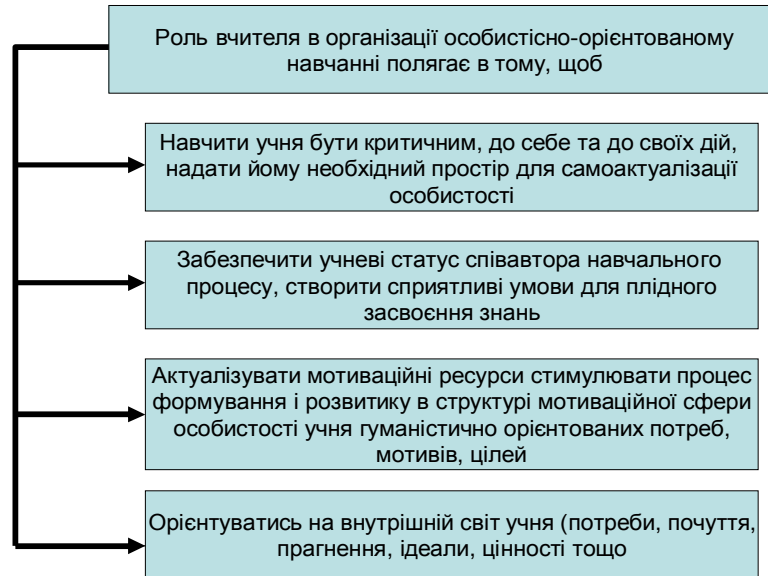 Роль вчителя в організації особистісно-орієнтованому
навчанні полягає в тому, щоб
Навчити учня бути критичним, до себе та до своїх дій,
надати йому необхідний простір для самоактуалізації
особистості
Забезпечити учневі статус співавтора навчального
процесу, створити сприятливі умови для плідного
засвоєння знань
Актуалізувати мотиваційні ресурси стимулювати процес
формування і розвитку в структурі мотиваційної сфери
особистості учня гуманістично орієнтованих потреб,
мотивів, цілей
Орієнтуватись на внутрішній світ учня (потреби, почуття,
прагнення, ідеали, цінності тощо